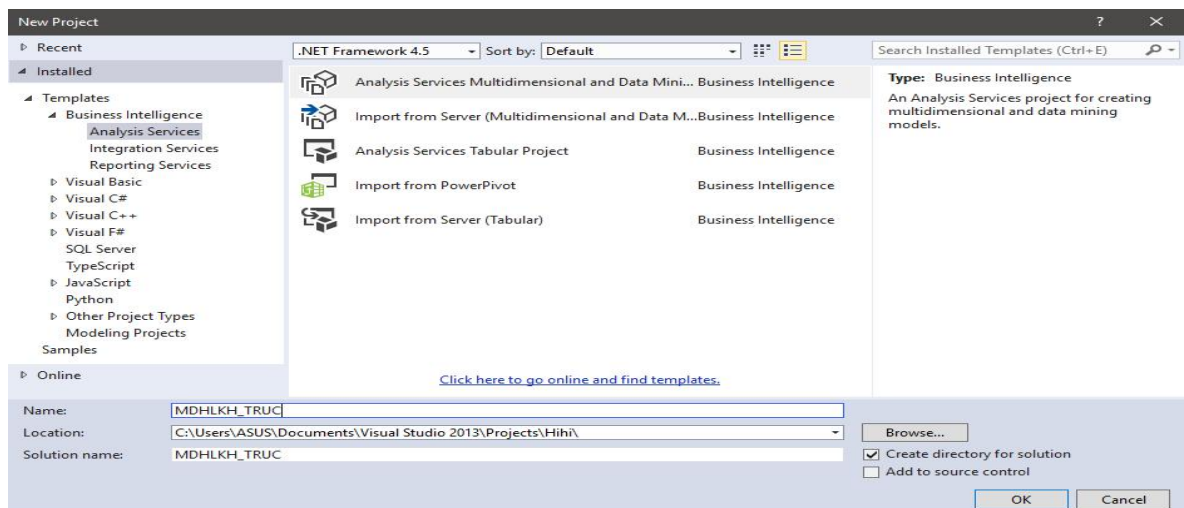 New Project
?
Recent
Installed
Templates
Business Intelligence
Analysis Services
Integration Services
Reporting Services
Visual Basic
Visual C#
Visual C++
Visual F#
SQL Server
TypeScript
JavaScript
Python
Other Project Types
Modeling Projects
Samples
Online
.NET Framework 4.5 Sort by: Default
Analysis Services Multidimensional and Data Mini... Business Intelligence
Import from Server (Multidimensional and Data M...Business Intelligence
Analysis Services Tabular Project Business Intelligence
Import from PowerPivot Business Intelligence
Import from Server (Tabular) Business Intelligence
Click here to go online and find templates.
Search Installed Templates (Ctrl+E)
Type: Business Intelligence
An Analysis Services project for creating
multidimensional and data mining
models.
Name: MDHLKH_TRUC
Location: C:\Users\ASUS\Documents\Visual Studio 2013\Projects\Hihi\ Browse...
Solution name: MDHLKH_TRUC
Create directory for solution
Add to source control
OK Cancel